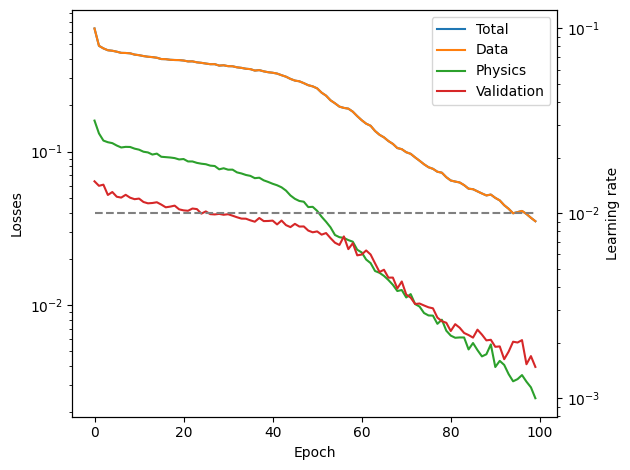 Total
Data
Physics
Validation
Losses
10⁻¹
10⁻²
Learning rate
10⁻¹
10⁻²
10⁻³
0 20 40 60 80 100
Epoch